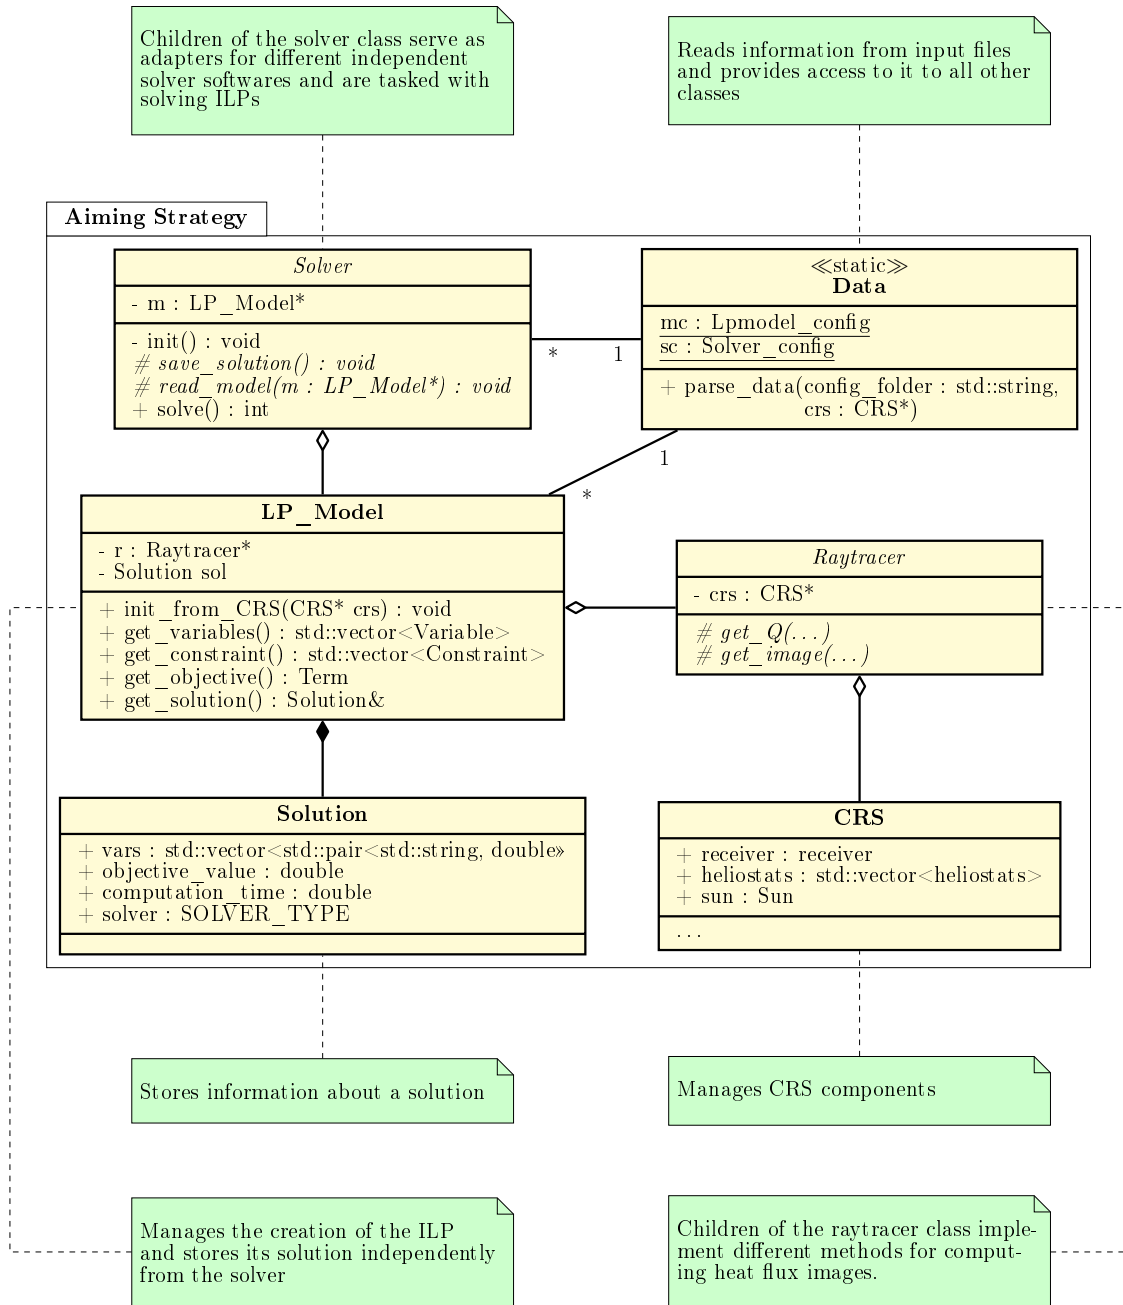 Children of the solver class serve as
adapters for different independent
solver softwares and are tasked with
solving ILPs
Reads information from input files
and provides access to it to all other
classes
Aiming Strategy
Solver
- m : LP_Model*
- init() : void
# save_solution() : void
# read_model(m : LP_Model*) : void
+ solve() : int
* 1
≪static≫
Data
mc : Lpmodel_config
sc : Solver_config
+ parse_data(config_folder : std::string,
crs : CRS*)
1
*
LP_Model
- r : Raytracer*
- Solution sol
+ init_from_CRS(CRS* crs) : void
+ get_variables() : std::vector<Variable>
+ get_constraint() : std::vector<Constraint>
+ get_objective() : Term
+ get_solution() : Solution&
Raytracer
- crs : CRS*
# get_Q(...)
# get_image(...)
Solution
+ vars : std::vector<std::pair<std::string, double»
+ objective_value : double
+ computation_time : double
+ solver : SOLVER_TYPE
CRS
+ receiver : receiver
+ heliostats : std::vector<heliostats>
+ sun : Sun
...
Stores information about a solution
Manages CRS components
Manages the creation of the ILP
and stores its solution independently
from the solver
Children of the raytracer class imple-
ment different methods for comput-
ing heat flux images.